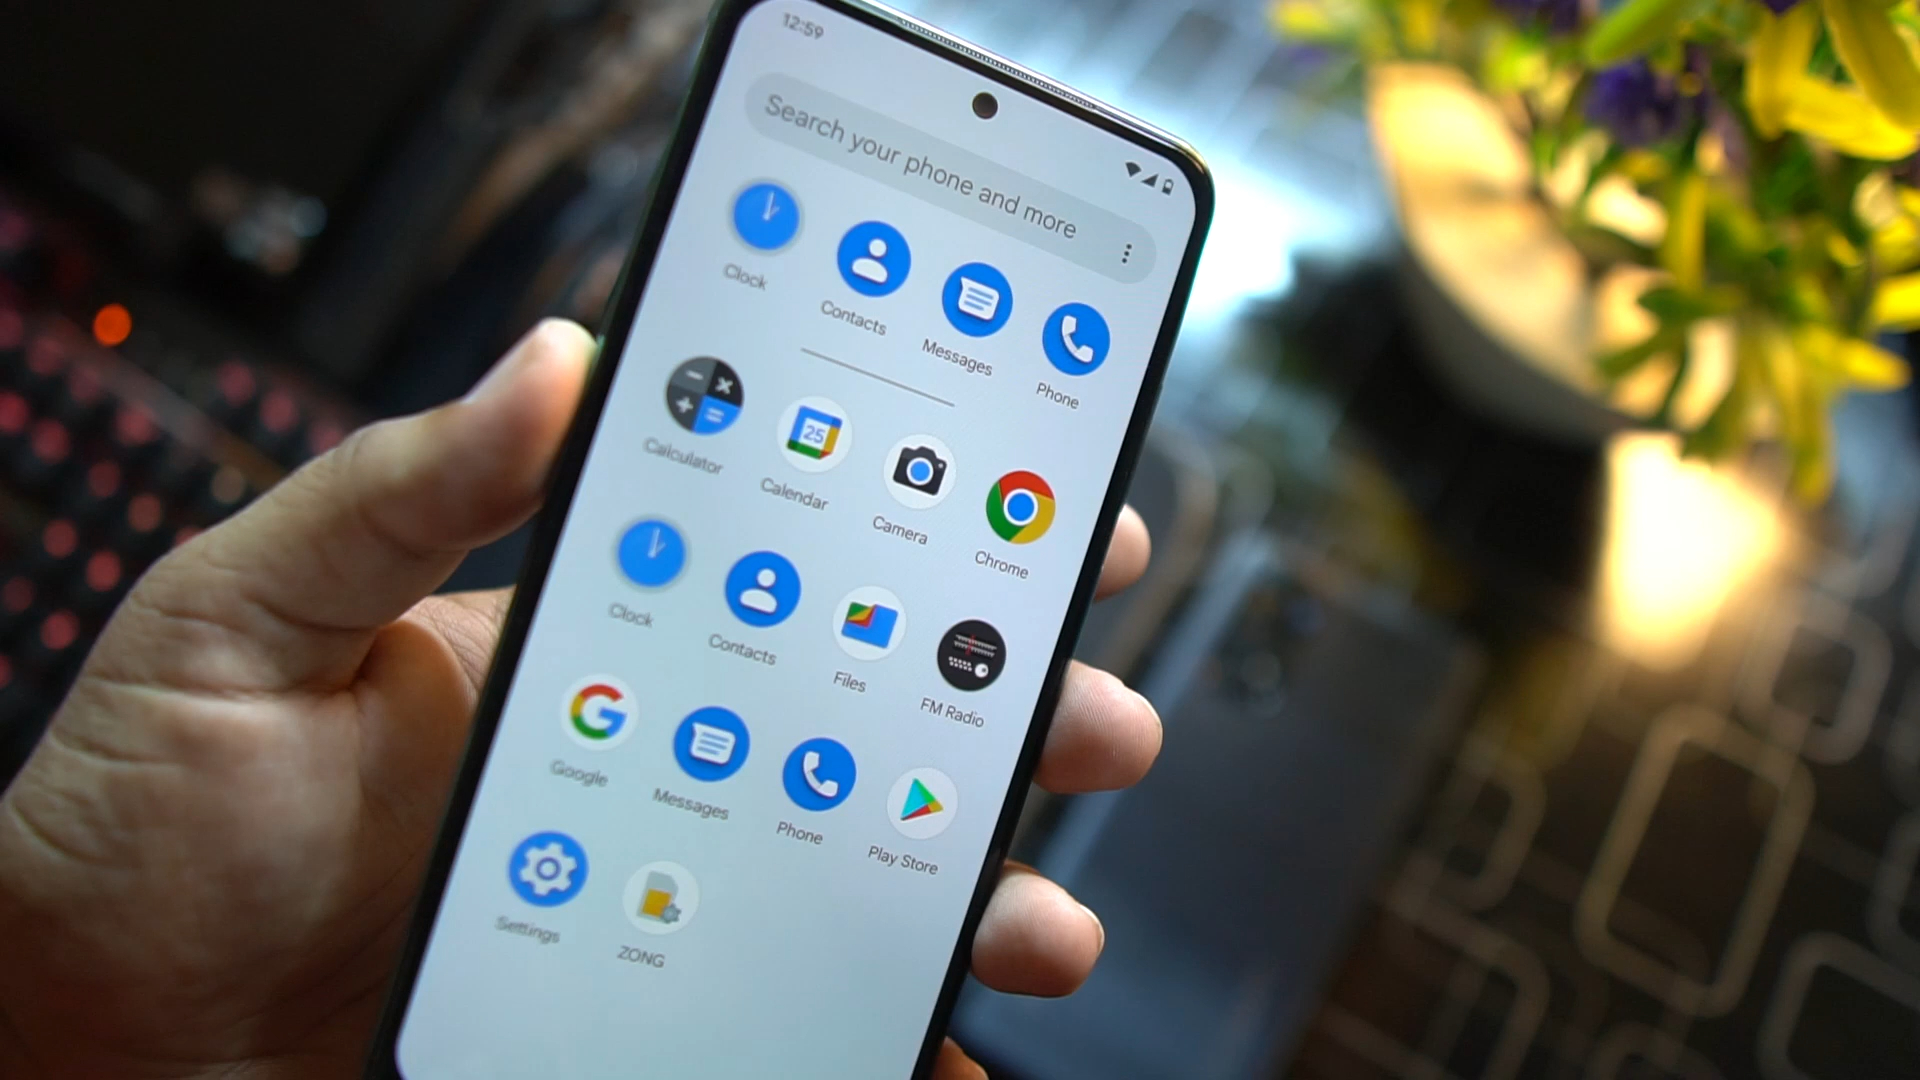 12:59
Search your phone and more
Clock
Contacts
Messages
Phone
Calculator
25
Calendar
Camera
Chrome
Clock
Contacts
Files
FM Radio
G
Google
Messages
Phone
Play Store
Settings
ZONG